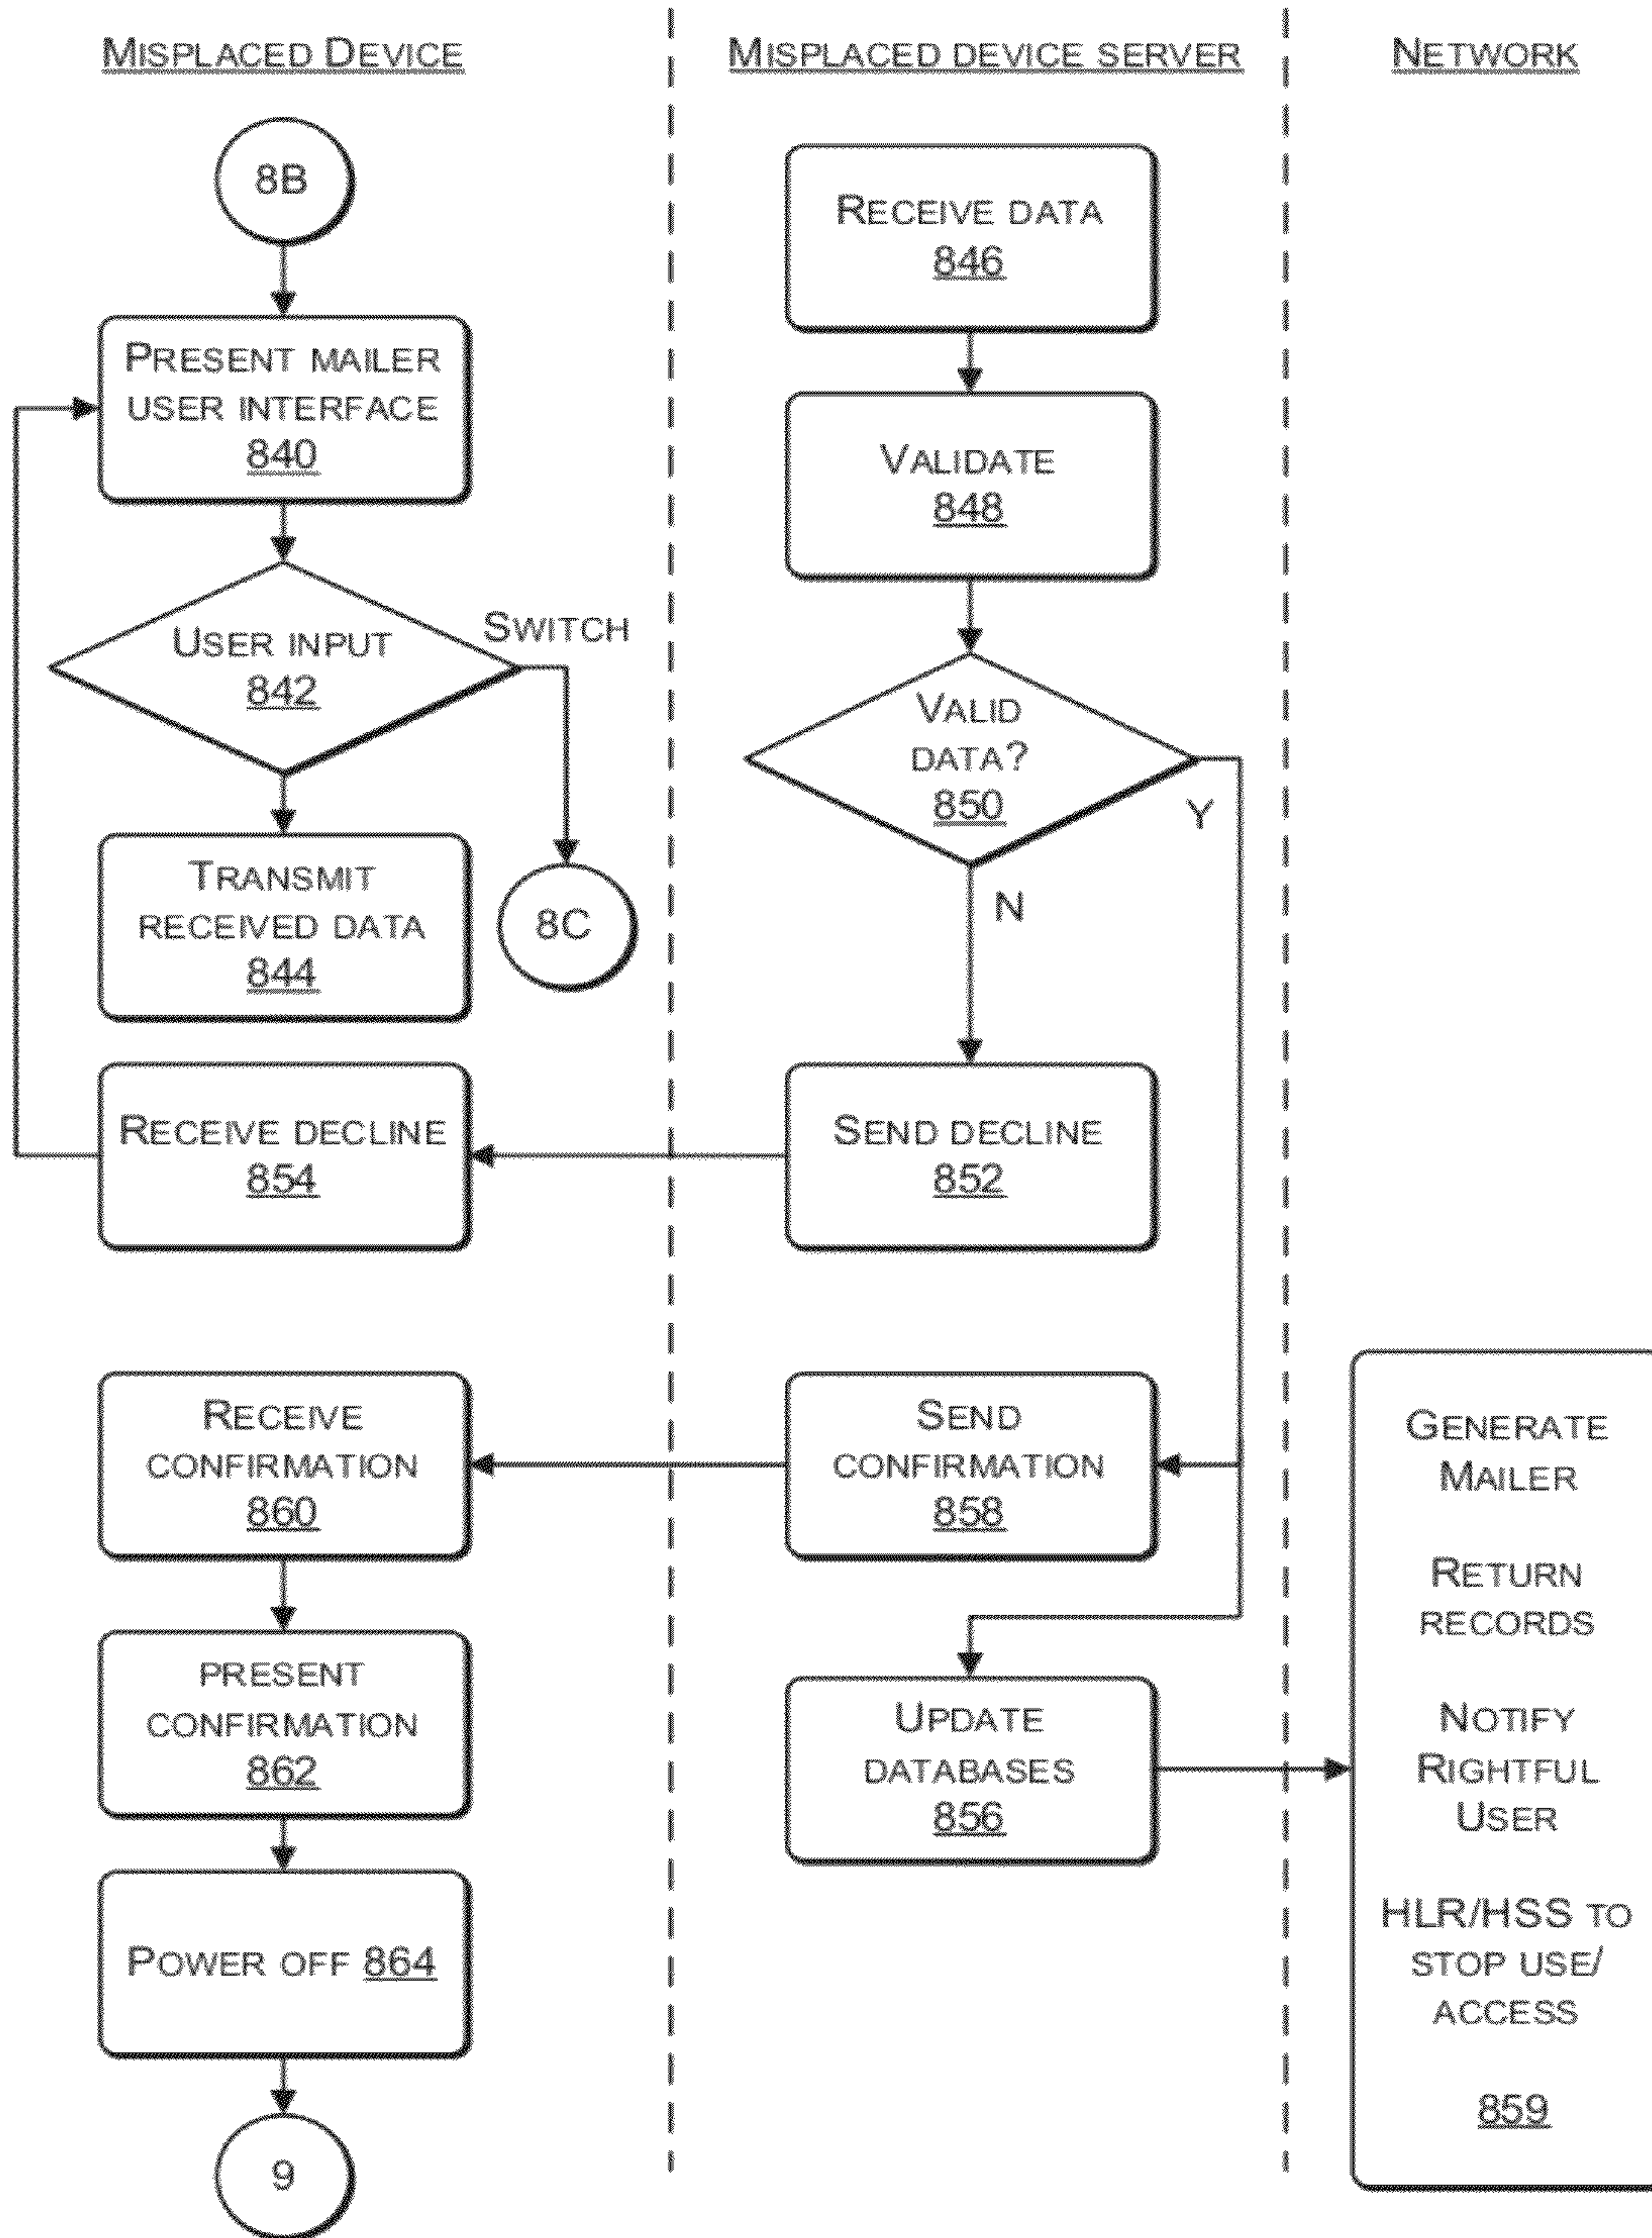 MISPLACED DEVICE
MISPLACED DEVICE SERVER
NETWORK
8B
PRESENT MAILER
USER INTERFACE
840
USER INPUT
842
SWITCH
8C
TRANSMIT
RECEIVED DATA
844
RECEIVE DECLINE
854
RECEIVE
CONFIRMATION
860
PRESENT
CONFIRMATION
862
POWER OFF 864
9
RECEIVE DATA
846
VALIDATE
848
VALID
DATA?
850
Y
N
SEND DECLINE
852
SEND
CONFIRMATION
858
UPDATE
DATABASES
856
GENERATE
MAILER
RETURN
RECORDS
NOTIFY
RIGHTFUL
USER
HLR/HSS TO
STOP USE/
ACCESS
859